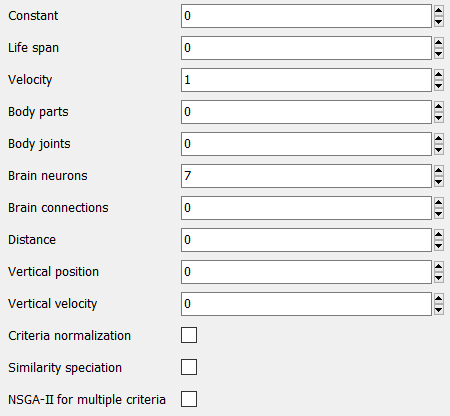 Constant 0
Life span 0
Velocity 1
Body parts 0
Body joints 0
Brain neurons 7
Brain connections 0
Distance 0
Vertical position 0
Vertical velocity 0
Criteria normalization
Similarity speciation
NSGA-II for multiple criteria